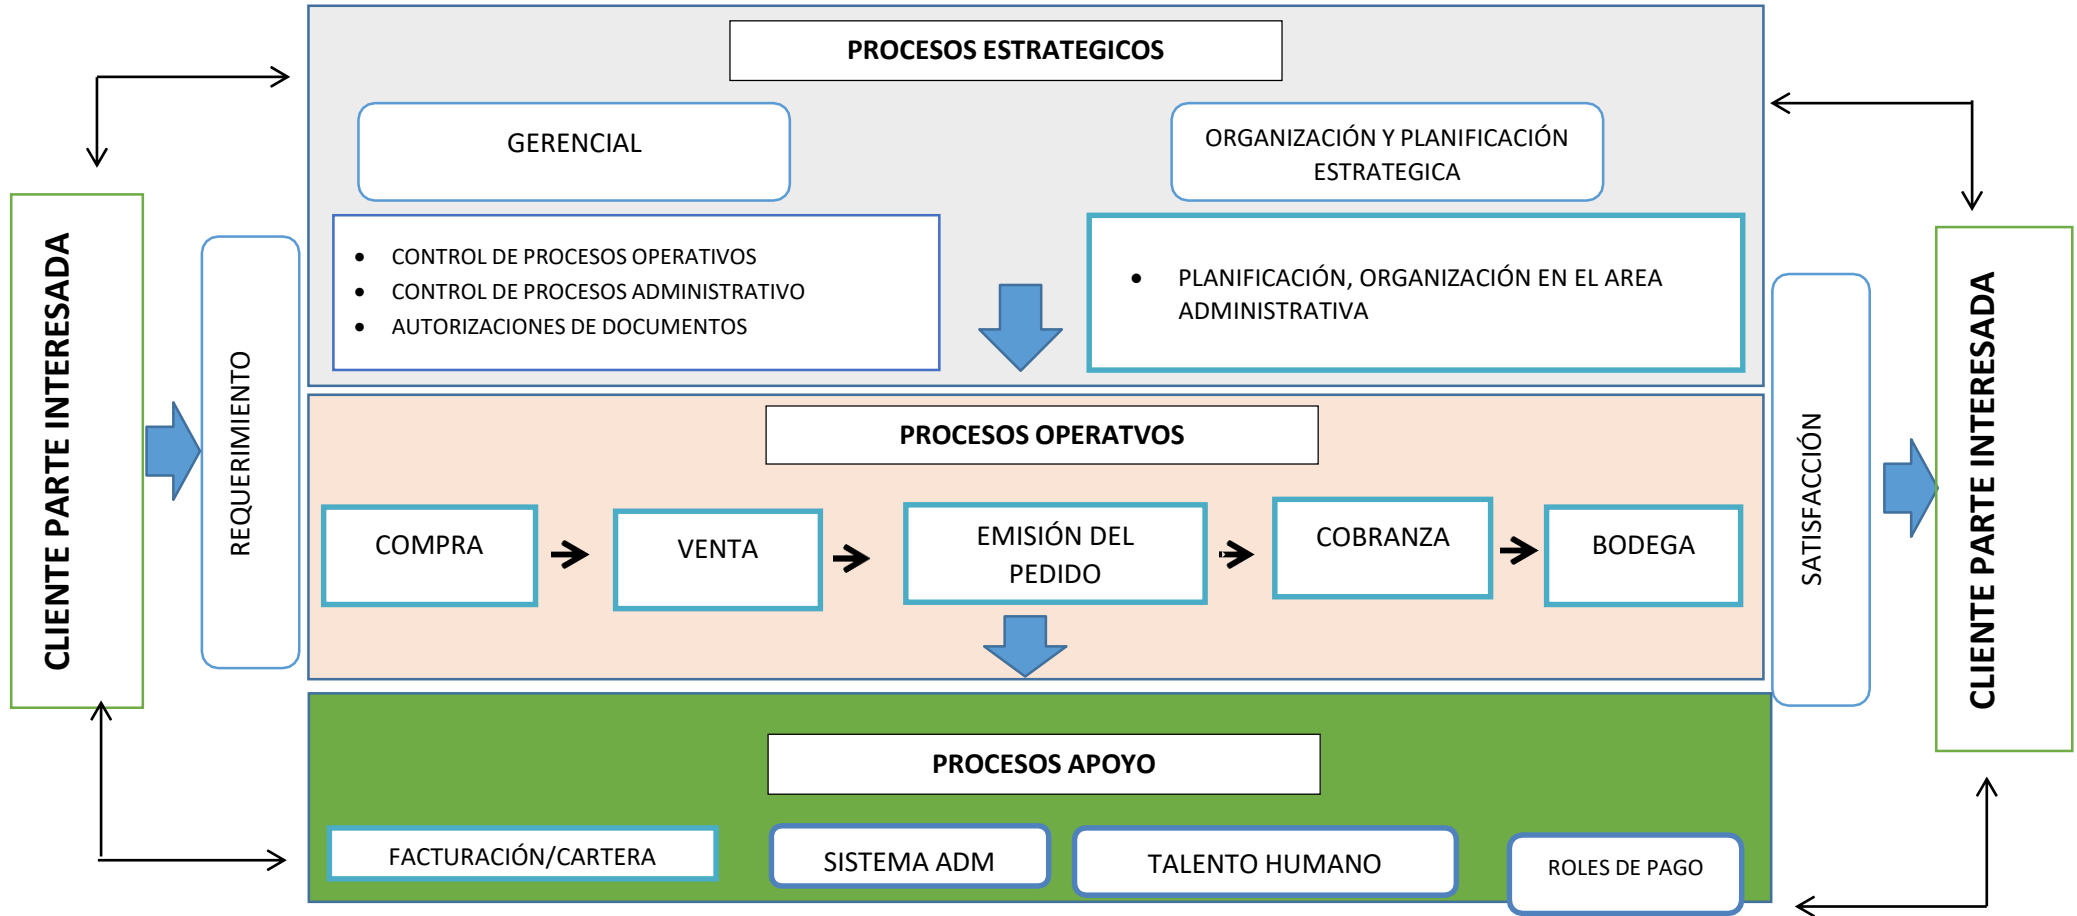 PROCESOS ESTRATEGICOS
GERENCIAL
ORGANIZACIÓN Y PLANIFICACIÓN
ESTRATEGICA
• CONTROL DE PROCESOS OPERATIVOS
• CONTROL DE PROCESOS ADMINISTRATIVO
• AUTORIZACIONES DE DOCUMENTOS
• PLANIFICACIÓN, ORGANIZACIÓN EN EL AREA
ADMINISTRATIVA
CLIENTE PARTE INTERESADA
REQUERIMIENTO
PROCESOS OPERATVOS
COMPRA
VENTA
EMISIÓN DEL
PEDIDO
COBRANZA
BODEGA
SATISFACCIÓN
CLIENTE PARTE INTERESADA
PROCESOS APOYO
FACTURACIÓN/CARTERA
SISTEMA ADM
TALENTO HUMANO
ROLES DE PAGO